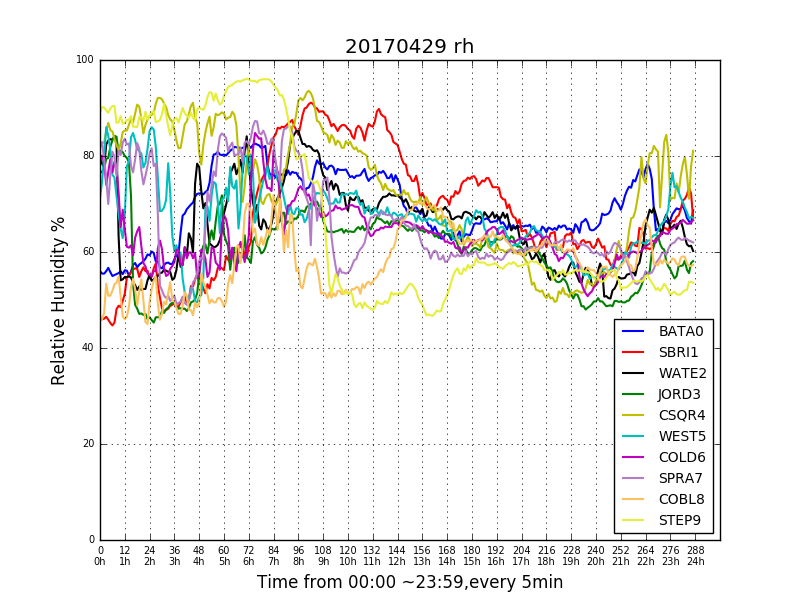 20170429 rh
100
80
60
40
20
0
Relative Humidity %
BATA0
SBRI1
WATE2
JORD3
CSQR4
WEST5
COLD6
SPRA7
COBL8
STEP9
0 12 24 36 48 60 72 84 96 108 120 132 144 156 168 180 192 204 216 228 240 252 264 276 288
0h 1h 2h 3h 4h 5h 6h 7h 8h 9h 10h 11h 12h 13h 14h 15h 16h 17h 18h 19h 20h 21h 22h 23h 24h
Time from 00:00 ~23:59,every 5min